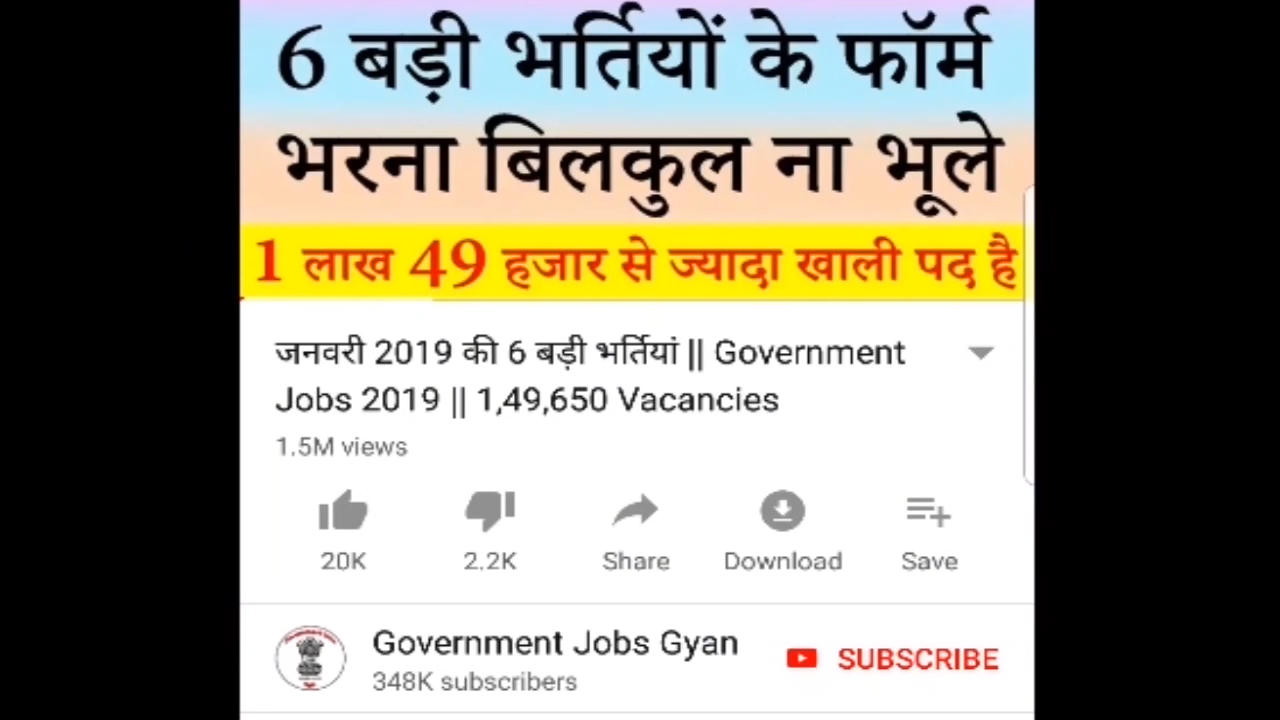 6 बड़ी भर्तियों के फॉर्म
भरना बिलकुल ना भूले
1 लाख 49 हजार से ज्यादा खाली पद है
जनवरी 2019 की 6 बड़ी भर्तियां || Government
Jobs 2019 || 1,49,650 Vacancies
1.5M views
20K 2.2K Share Download Save
Government Jobs Gyan
348K subscribers
SUBSCRIBE